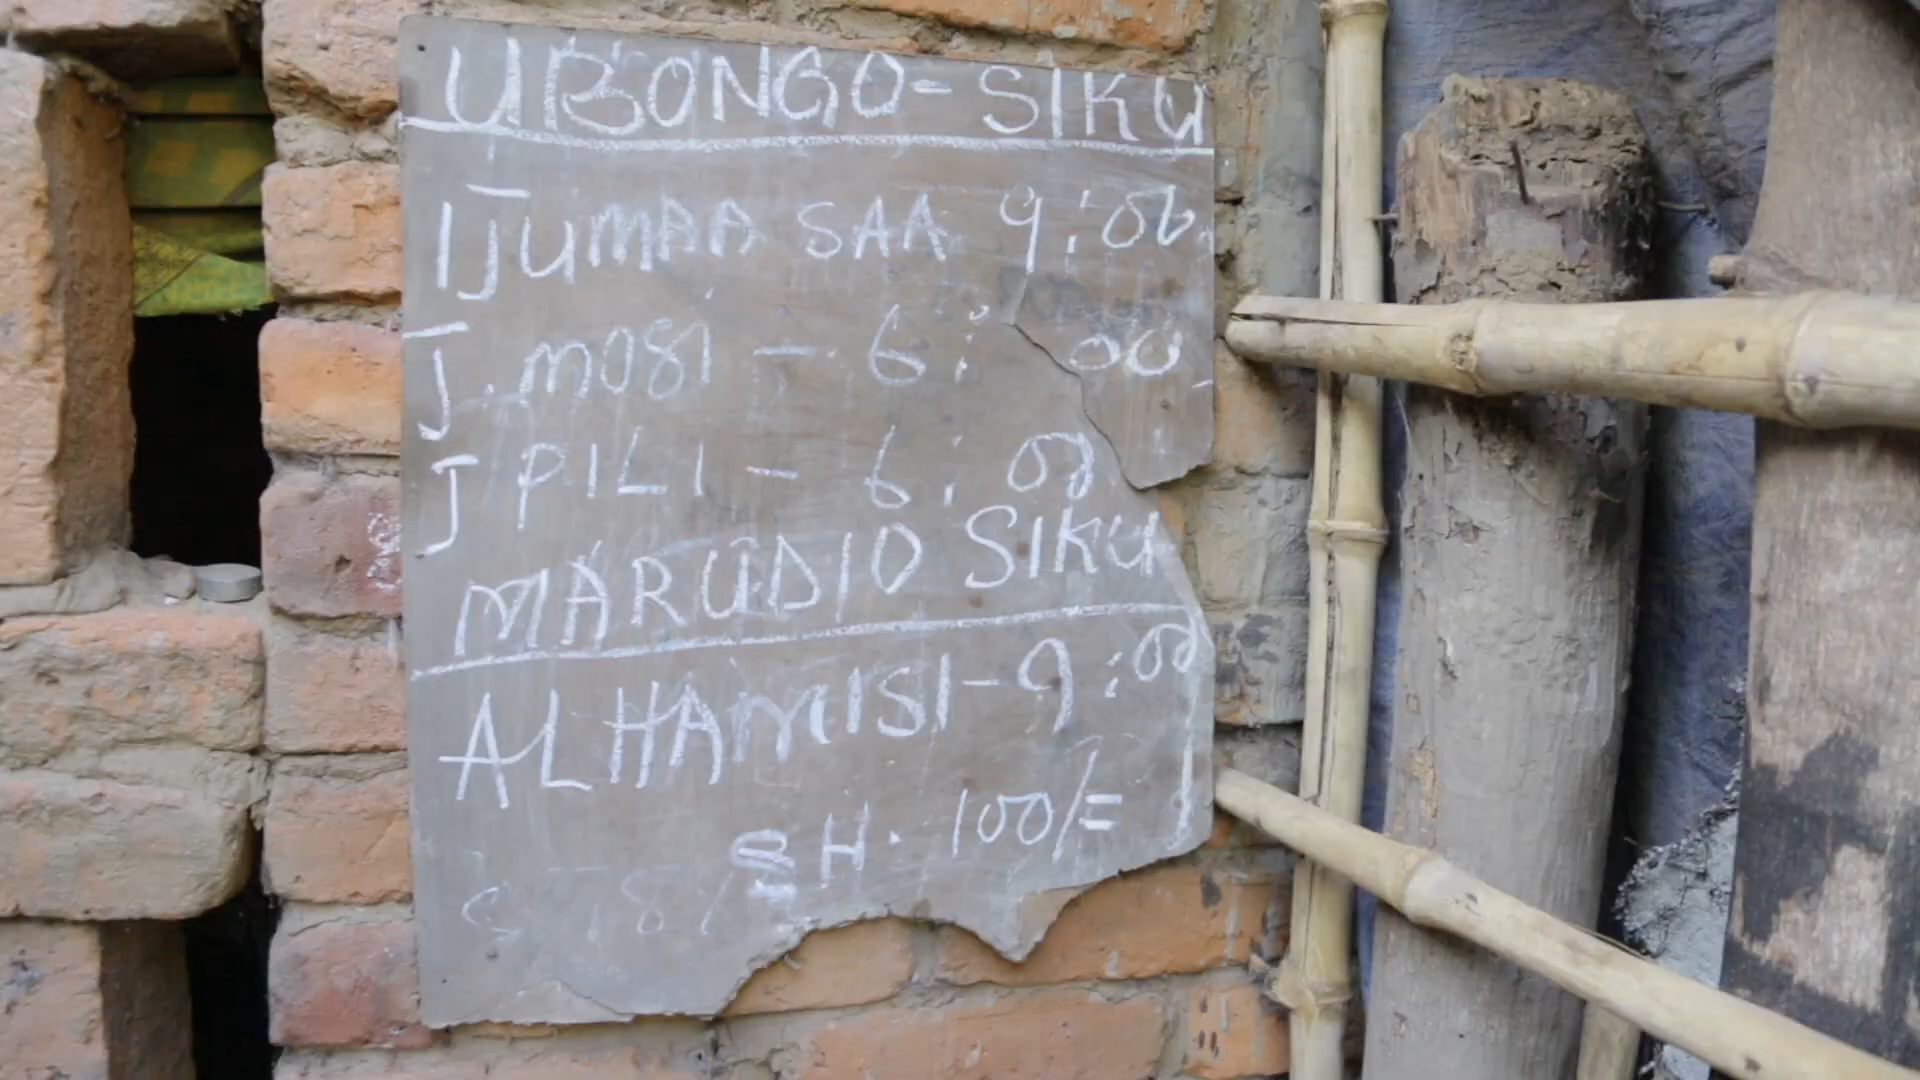 UBONGO - SIKU
IJUMAA SAA 9:00
J. MOSI - 6:00
J PILI - 6:00
MARUDIO SIKU
ALHAMISI - 9:00
SH. 100/=